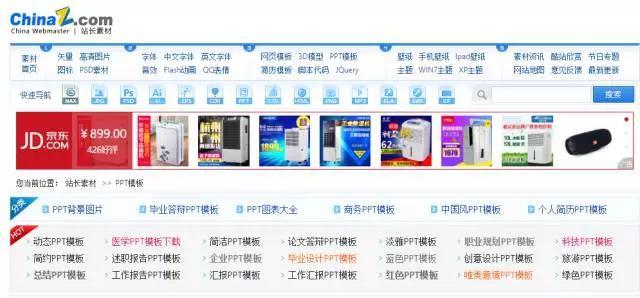 ChinaZ.com
China Webmaster | 站长素材
1 2 3 4 5
素材 矢量 高清图片 字体 中文字体 英文字体 网页模板 3D模型 PPT模板 壁纸 手机壁纸 Ipad壁纸 素材资讯 酷站欣赏 节日专题
首页 图标 PSD素材 音效 Flash动画 QQ表情 简历模板 脚本代码 JQuery 主题 WIN7主题 XP主题 网站地图 意见反馈 最新更新
快速导航 MAX JPG PSD AI EPS CDR PPT HTML PNG MP3 FLA SWF GIF 搜索
JD.京东 ¥899.00
.COM 426好评
您当前位置： 站长素材 >> PPT模板
分类 PPT背景图片 毕业答辩PPT模板 PPT图表大全 商务PPT模板 中国风PPT模板 个人简历PPT模板
HOT 动态PPT模板 医学PPT模板下载 简洁PPT模板 论文答辩PPT模板 淡雅PPT模板 职业规划PPT模板 科技PPT模板
简约PPT模板 述职报告PPT模板 企业PPT模板 毕业设计PPT模板 蓝色PPT模板 创意设计PPT模板 旅游PPT模板
总结PPT模板 工作报告PPT模板 汇报PPT模板 工作汇报PPT模板 红色PPT模板 唯美意境PPT模板 绿色PPT模板